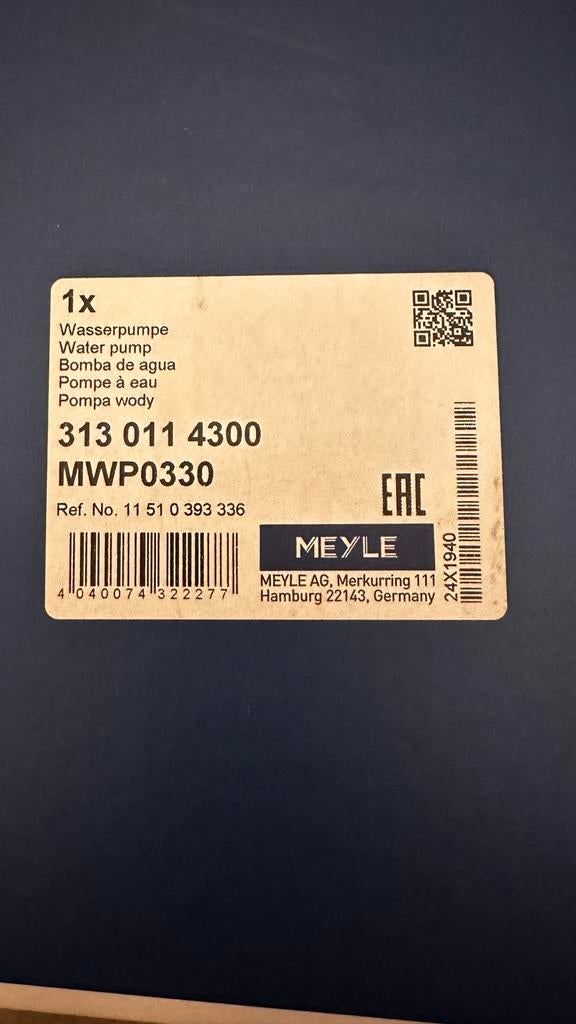 1x
Wasserpumpe
Water pump
Bomba de agua
Pompe à eau
Pompa wody
313 011 4300
MWP0330
Ref. No. 11 51 0 393 336
EAC
MEYLE
MEYLE AG, Merkurring 111
Hamburg 22143, Germany
4 040074 322277
24X1940